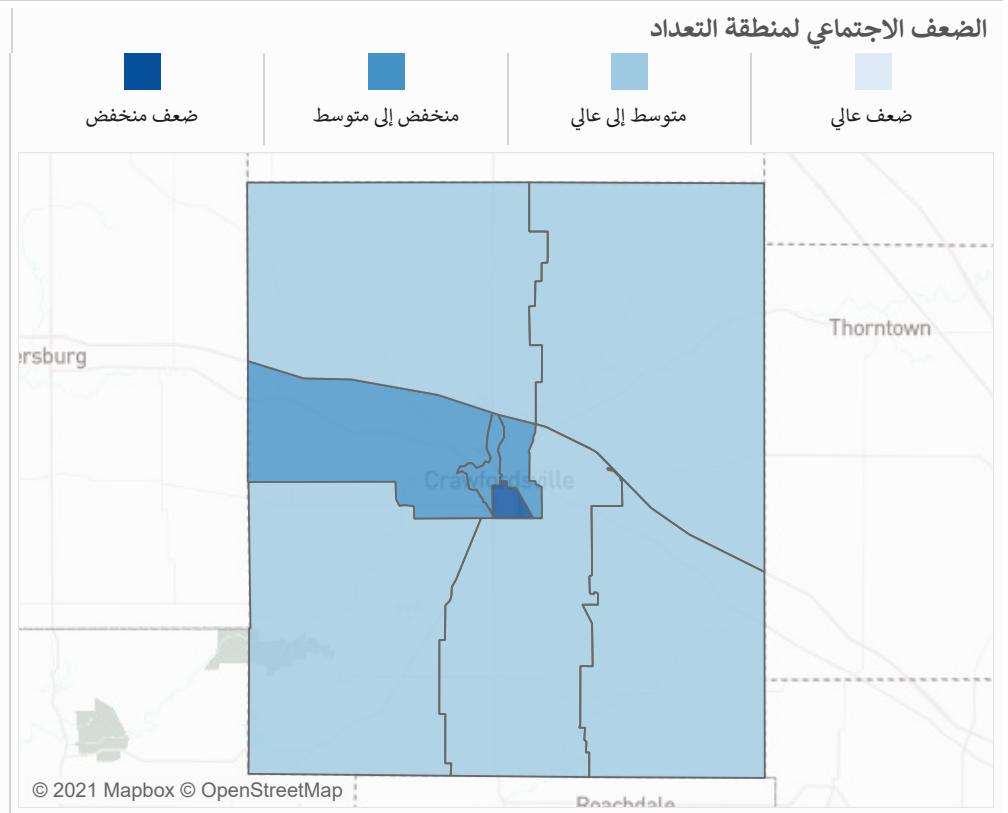 الضعف الاجتماعي لمنطقة التعداد
ضعف عالي
متوسط إلى عالي
منخفض إلى متوسط
ضعف منخفض
Thorntown
ersburg
Crawfordsville
© 2021 Mapbox © OpenStreetMap
Roachdale